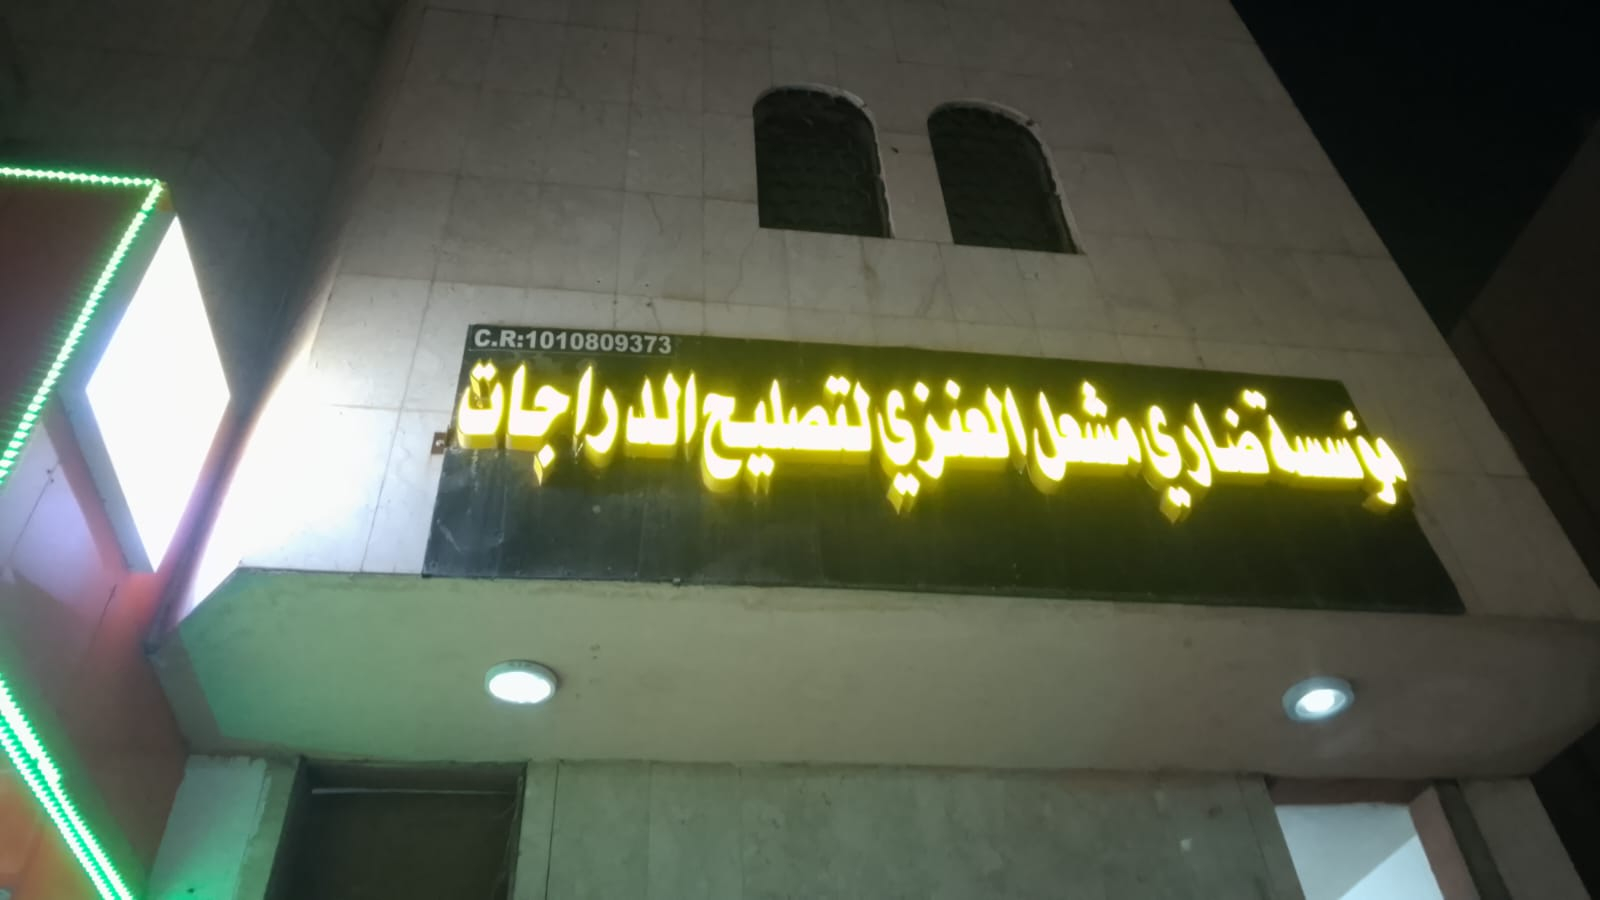 C.R:1010809373
مؤسسة ضاري مشعل العنزي لتصليح الدراجات